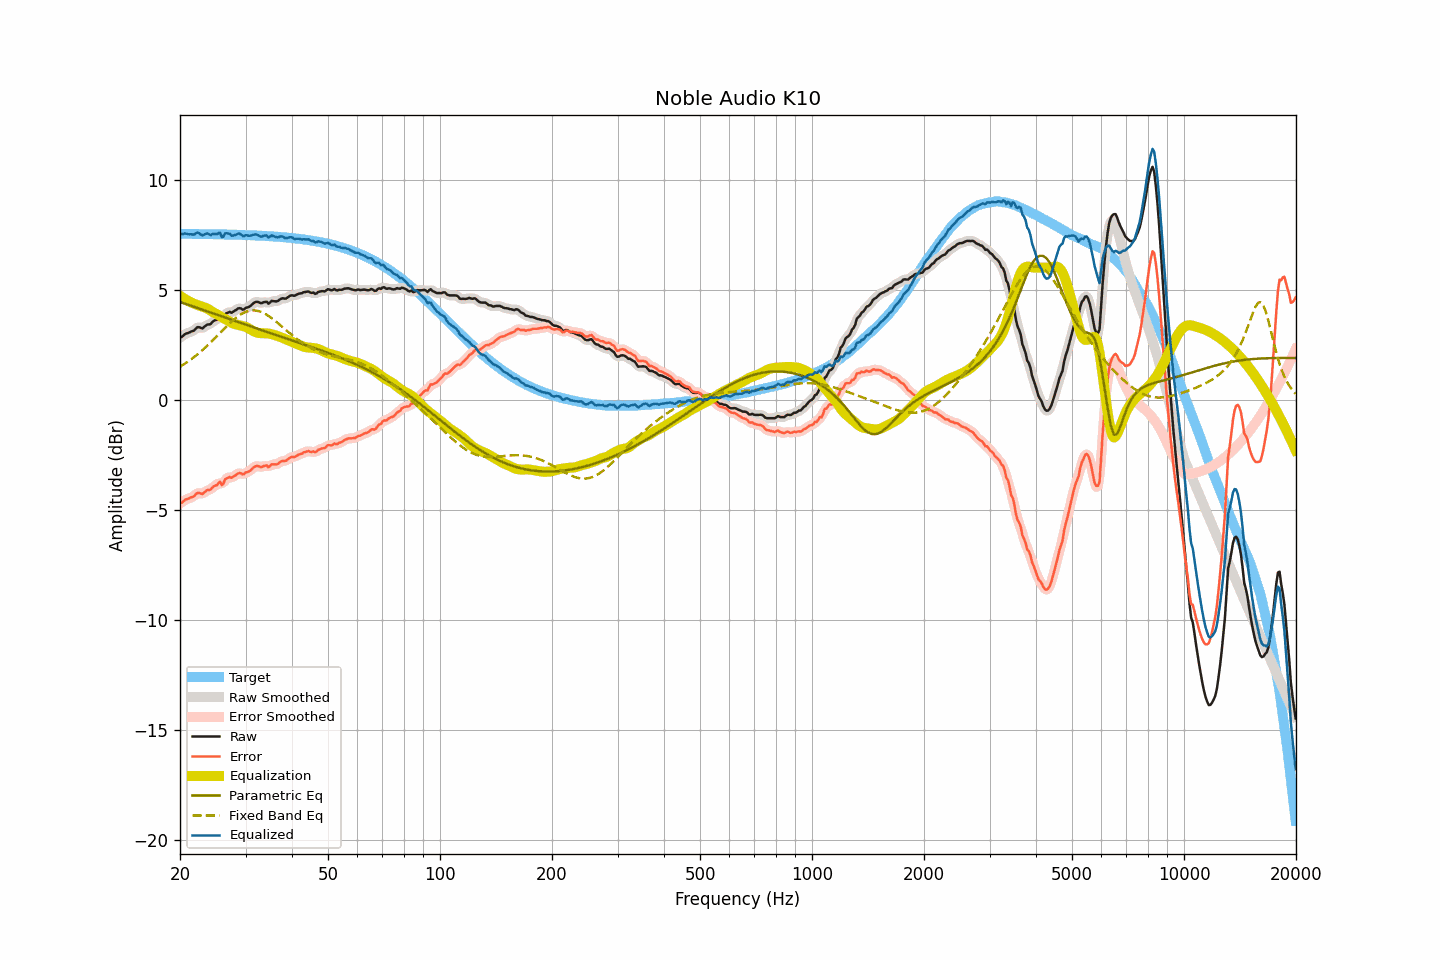 Noble Audio K10
10
5
0
−5
−10
−15
−20
Amplitude (dBr)
Target
Raw Smoothed
Error Smoothed
Raw
Error
Equalization
Parametric Eq
Fixed Band Eq
Equalized
20 50 100 200 500 1000 2000 5000 10000 20000
Frequency (Hz)